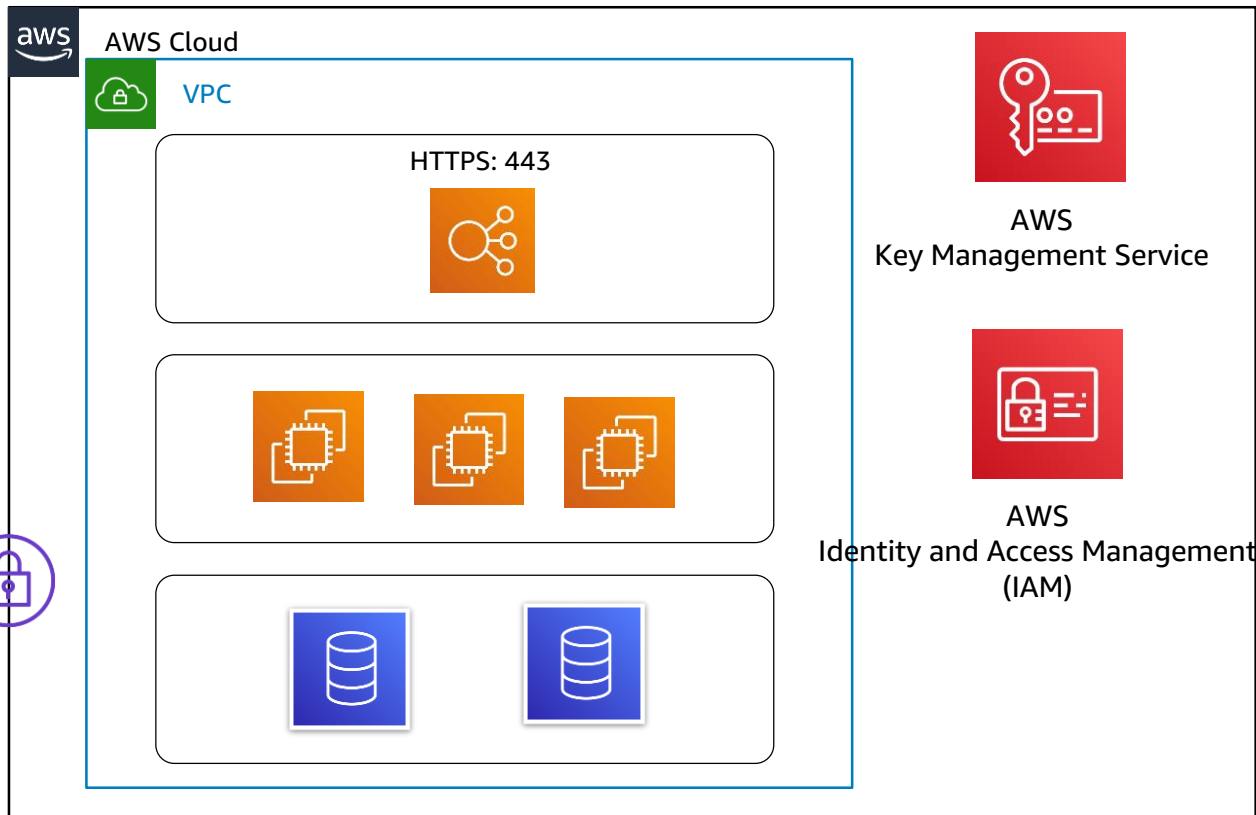 aws
AWS Cloud
VPC
HTTPS: 443
AWS
Key Management Service
AWS
Identity and Access Management
(IAM)